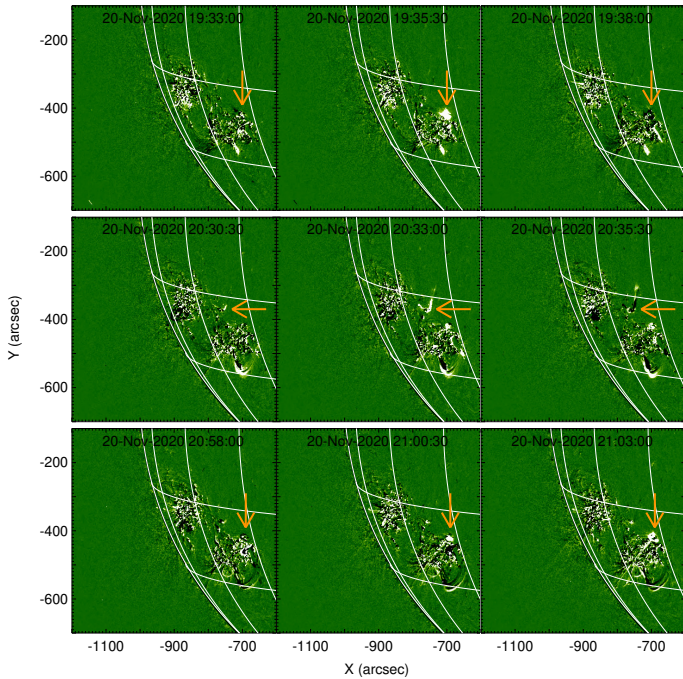 20-Nov-2020 19:33:00 20-Nov-2020 19:35:30 20-Nov-2020 19:38:00
-200
-400
-600
20-Nov-2020 20:30:30 20-Nov-2020 20:33:00 20-Nov-2020 20:35:30
-200
-400
-600
Y (arcsec)
20-Nov-2020 20:58:00 20-Nov-2020 21:00:30 20-Nov-2020 21:03:00
-200
-400
-600
-1100 -900 -700 -1100 -900 -700 -1100 -900 -700
X (arcsec)